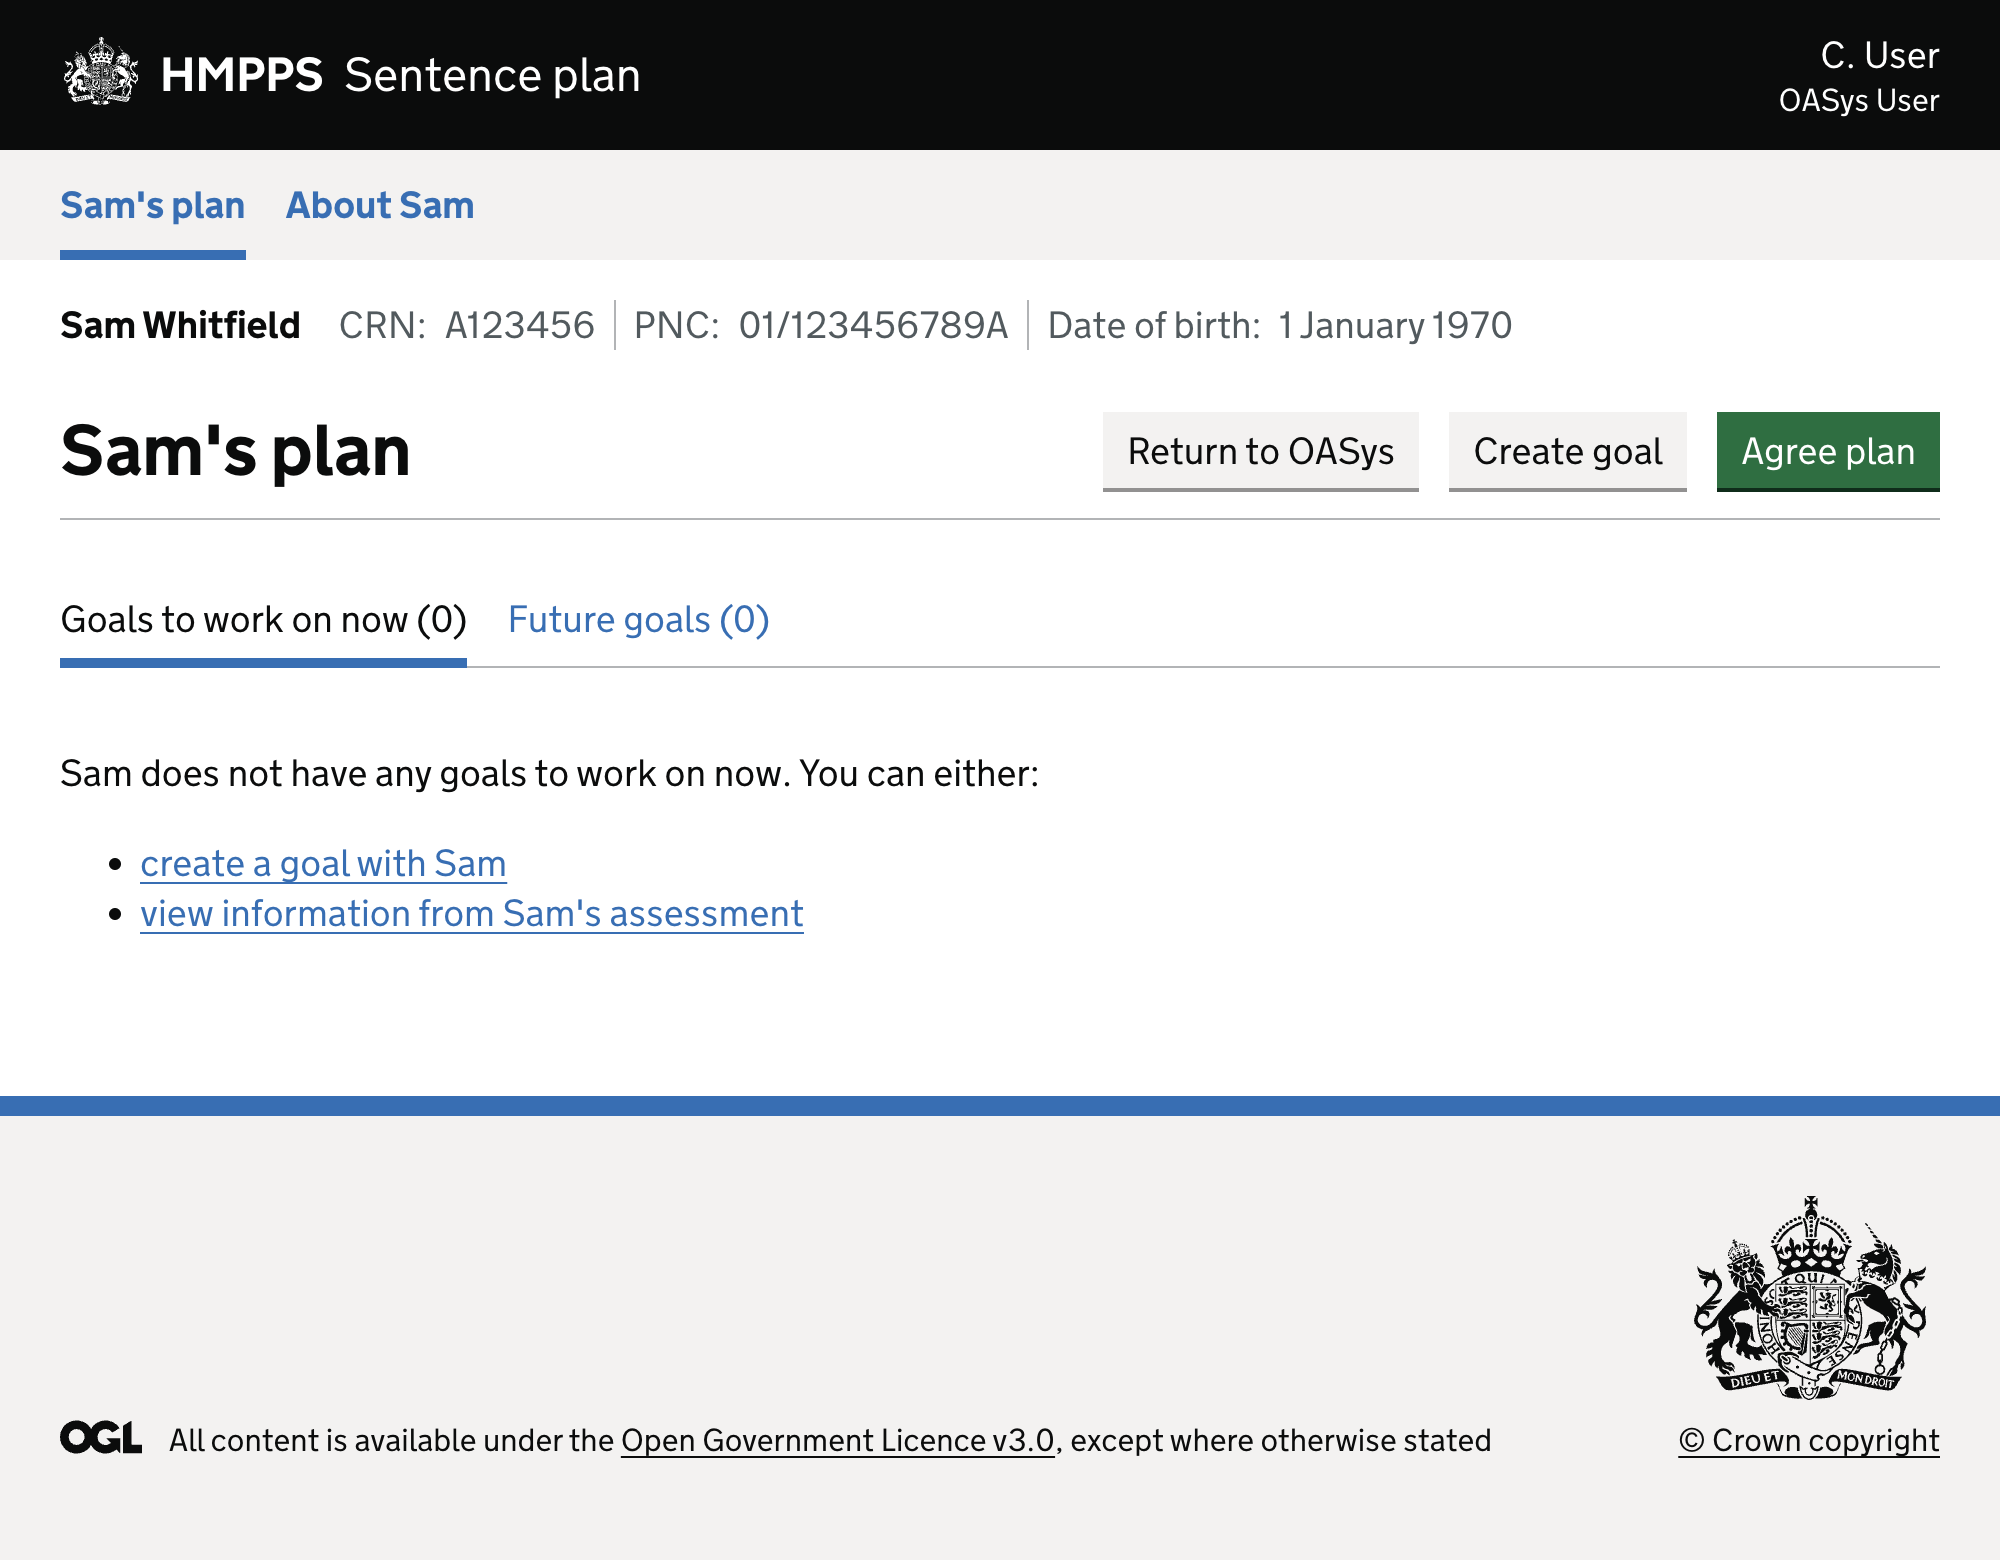 HMPPS Sentence plan
C. User
OASys User
Sam's plan About Sam
Sam Whitfield CRN: A123456 PNC: 01/123456789A Date of birth: 1 January 1970
Sam's plan
Return to OASys Create goal Agree plan
Goals to work on now (0) Future goals (0)
Sam does not have any goals to work on now. You can either:
• create a goal with Sam
• view information from Sam's assessment
QUI
DIEU ET MON DROIT
OGL All content is available under the Open Government Licence v3.0, except where otherwise stated
© Crown copyright